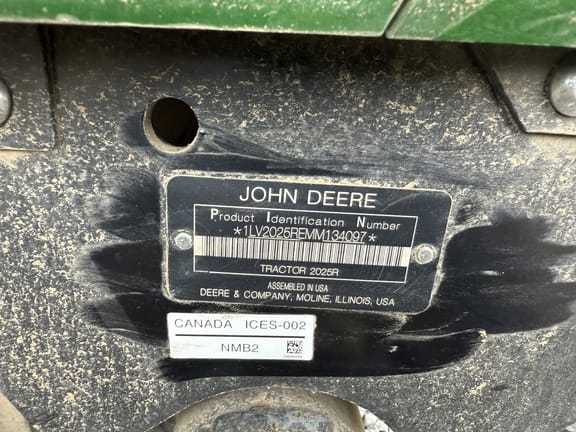 JOHN DEERE
Product Identification Number
*1LV2025REMM134097*
TRACTOR 2025R
ASSEMBLED IN USA
DEERE & COMPANY, MOLINE, ILLINOIS, USA
CANADA ICES-002
NMB2